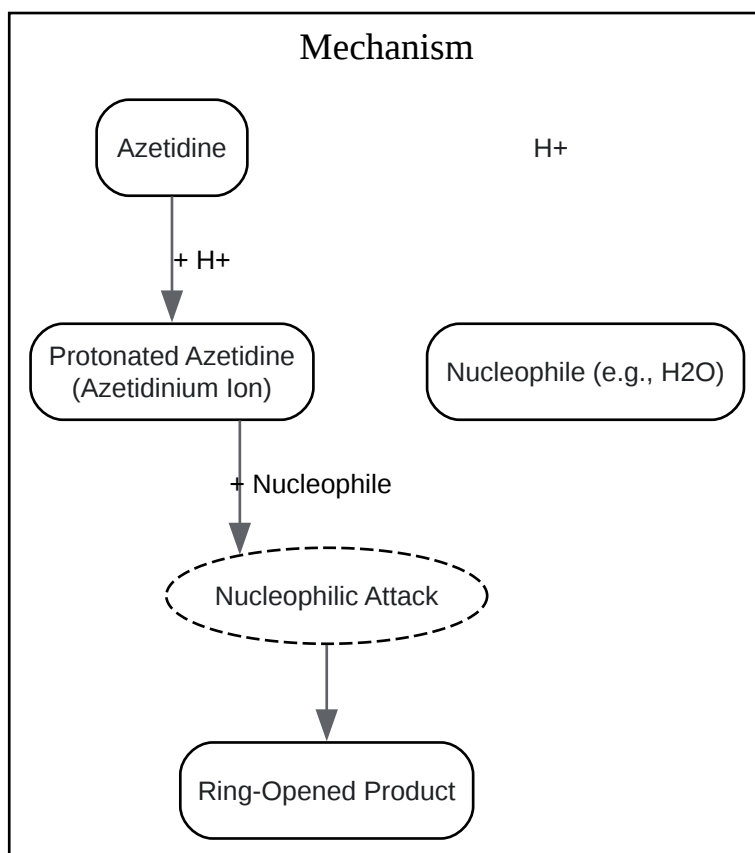 Mechanism
Azetidine
H+
+ H+
Protonated Azetidine
(Azetidinium Ion)
Nucleophile (e.g., H2O)
+ Nucleophile
Nucleophilic Attack
Ring-Opened Product